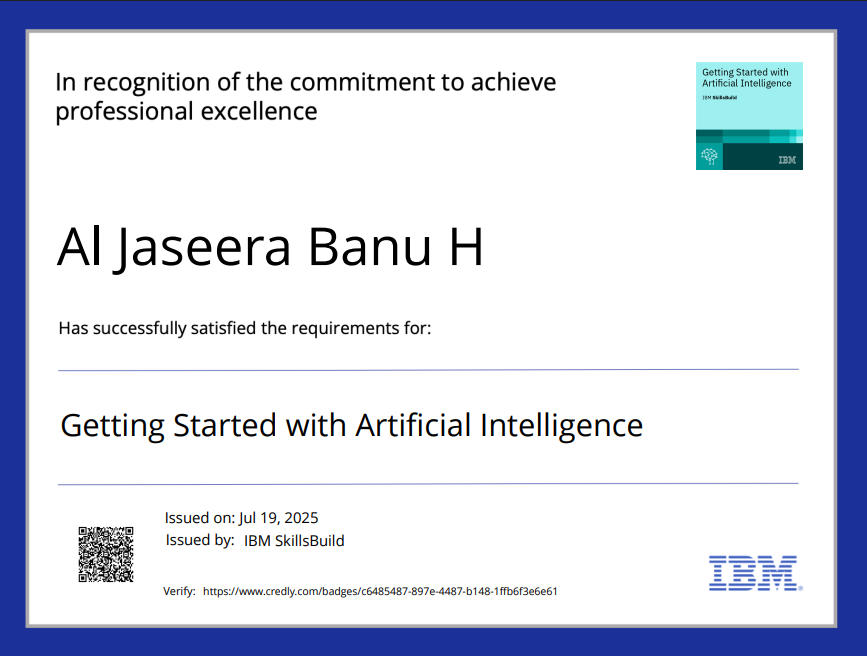 In recognition of the commitment to achieve
professional excellence
Getting Started with
Artificial Intelligence
IBM SkillsBuild
IBM
Al Jaseera Banu H
Has successfully satisfied the requirements for:
Getting Started with Artificial Intelligence
Issued on: Jul 19, 2025
Issued by: IBM SkillsBuild
Verify: https://www.credly.com/badges/c6485487-897e-4487-b148-1ffb6f3e6e61
IBM®